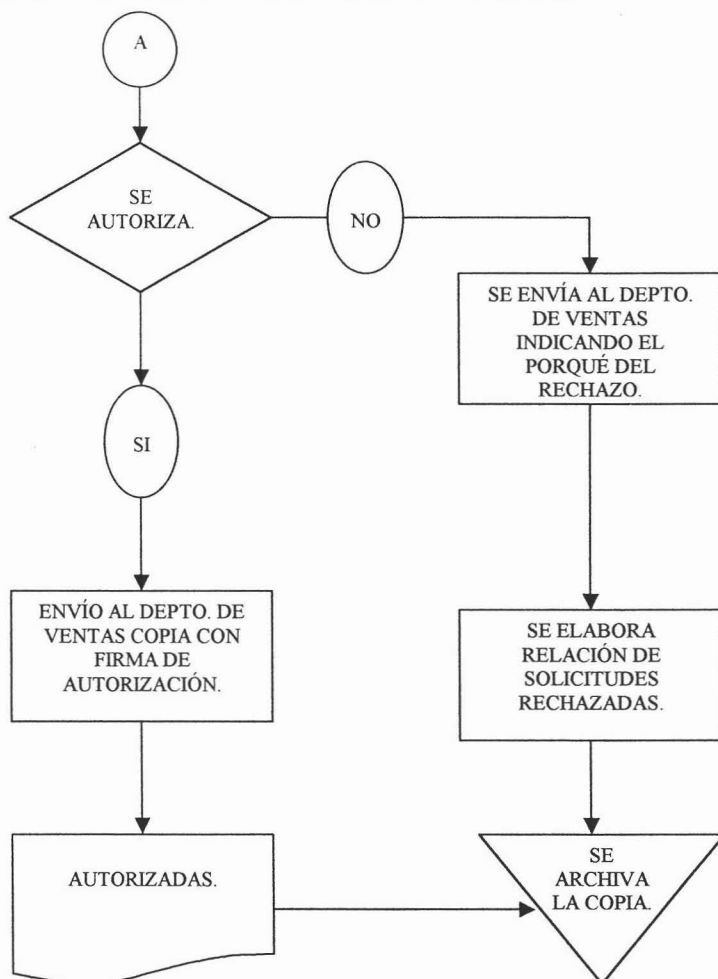 A
SE
AUTORIZA.
NO
SE ENVÍA AL DEPTO.
DE VENTAS
INDICANDO EL
PORQUÉ DEL
RECHAZO.
SI
ENVÍO AL DEPTO. DE
VENTAS COPIA CON
FIRMA DE
AUTORIZACIÓN.
SE ELABORA
RELACIÓN DE
SOLICITUDES
RECHAZADAS.
AUTORIZADAS.
SE
ARCHIVA
LA COPIA.